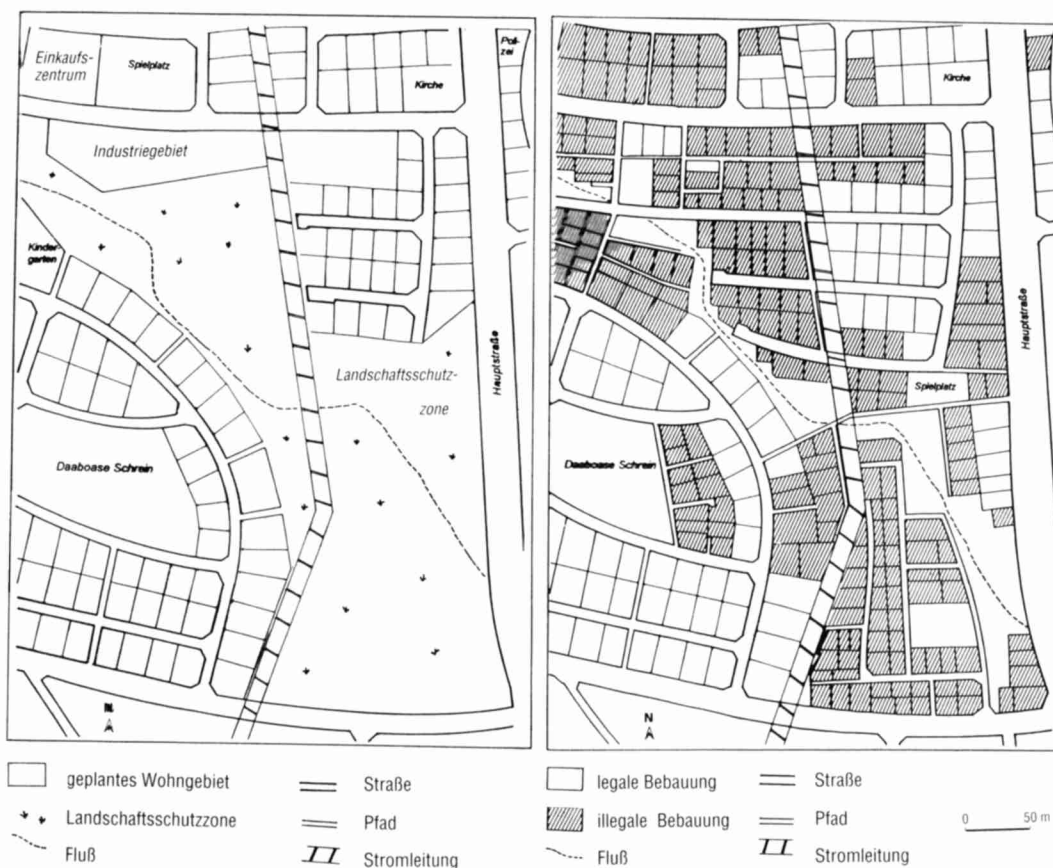 Einkaufs-
zentrum
Spielplatz
Kirche
Poli-
zei
Industriegebiet
Kinder-
garten
Landschaftsschutz-
zone
Hauptstraße
Daaboase Schrein
N
geplantes Wohngebiet
Landschaftsschutzzone
Fluß
Straße
Pfad
Stromleitung
Kirche
Hauptstraße
Spielplatz
Daaboase Schrein
N
legale Bebauung
illegale Bebauung
Fluß
Straße
Pfad
Stromleitung
0 50 m